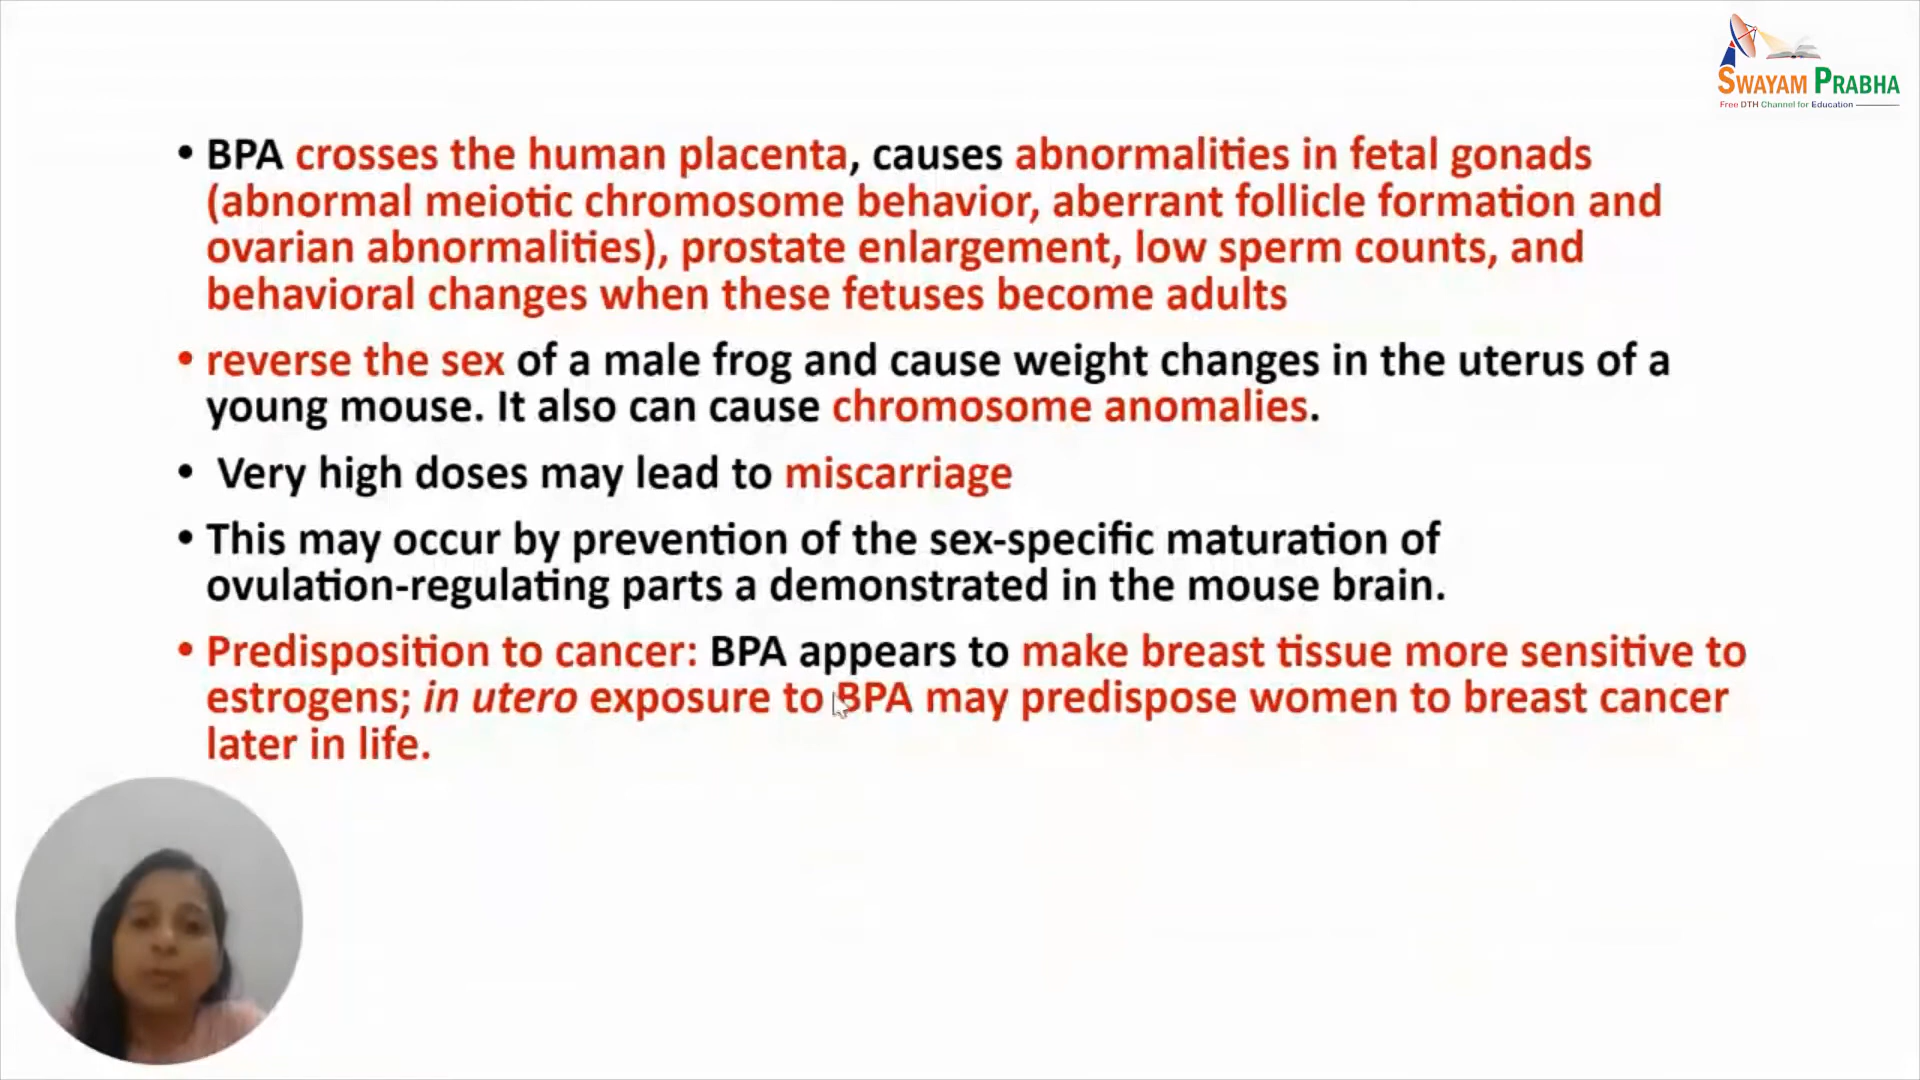 SWAYAM PRABHA
Free DTH Channel for Education
• BPA crosses the human placenta, causes abnormalities in fetal gonads
(abnormal meiotic chromosome behavior, aberrant follicle formation and
ovarian abnormalities), prostate enlargement, low sperm counts, and
behavioral changes when these fetuses become adults
• reverse the sex of a male frog and cause weight changes in the uterus of a
young mouse. It also can cause chromosome anomalies.
• Very high doses may lead to miscarriage
• This may occur by prevention of the sex-specific maturation of
ovulation-regulating parts a demonstrated in the mouse brain.
• Predisposition to cancer: BPA appears to make breast tissue more sensitive to
estrogens; in utero exposure to BPA may predispose women to breast cancer
later in life.